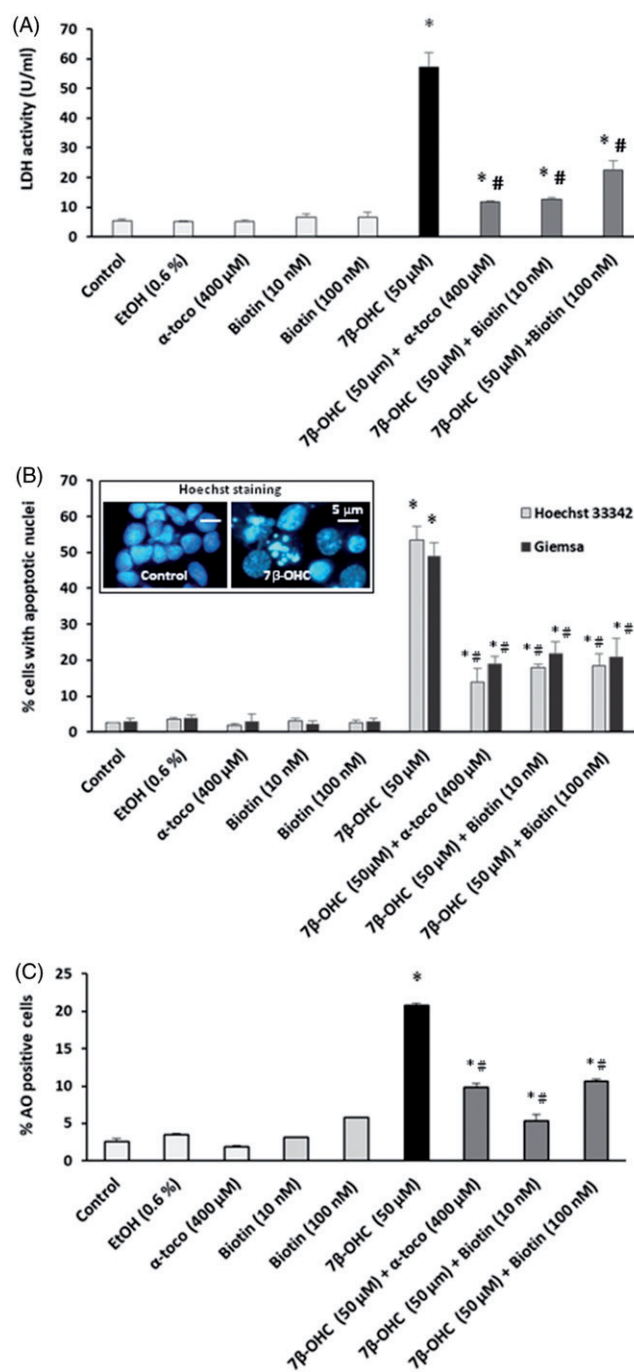 (A)
LDH activity (U/ml)
70
60
50
40
30
20
10
0
*
* #
* #
* #
Control
EtOH (0.6 %)
α-toco (400 µM)
Biotin (10 nM)
Biotin (100 nM)
7β-OHC (50 µM)
7β-OHC (50 µm) + α-toco (400 µM)
7β-OHC (50 µM) + Biotin (10 nM)
7β-OHC (50 µM) +Biotin (100 nM)
(B)
% cells with apoptotic nuclei
70
60
50
40
30
20
10
0
Hoechst staining
Control
7β-OHC
5 µm
Hoechst 33342
Giemsa
*
*
*#
*#
*#
*#
*#
*#
Control
EtOH (0.6 %)
α-toco (400 µM)
Biotin (10 nM)
Biotin (100 nM)
7β-OHC (50 µM)
7β-OHC (50µM) + α-toco (400 µM)
7β-OHC (50 µM) + Biotin (10 nM)
7β-OHC (50 µM) + Biotin (100 nM)
(C)
% AO positive cells
25
20
15
10
5
0
*
*#
*#
*#
Control
EtOH (0.6 %)
α-toco (400 µM)
Biotin (10 nM)
Biotin (100 nM)
7β-OHC (50 µM)
7β-OHC (50 µM) + α-toco (400 µM)
7β-OHC (50 µm) + Biotin (10 nM)
7β-OHC (50 µM) + Biotin (100 nM)